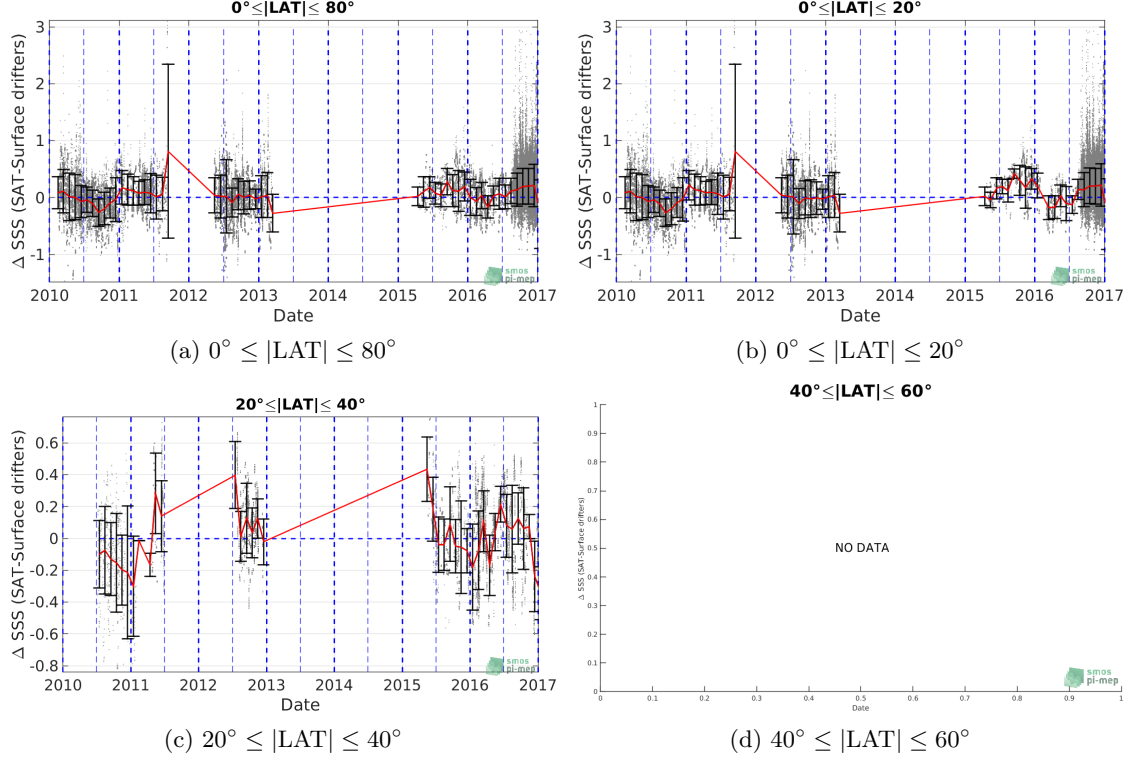 0°≤|LAT|≤ 80°
Δ SSS (SAT-Surface drifters)
3
2
1
0
-1
2010 2011 2012 2013 2014 2015 2016 2017
Date
smos
pi-mep
(a) 0° ≤ |LAT| ≤ 80°
0°≤|LAT|≤ 20°
Δ SSS (SAT-Surface drifters)
3
2
1
0
-1
2010 2011 2012 2013 2014 2015 2016 2017
Date
smos
pi-mep
(b) 0° ≤ |LAT| ≤ 20°
20°≤|LAT|≤ 40°
Δ SSS (SAT-Surface drifters)
0.6
0.4
0.2
0
-0.2
-0.4
-0.6
-0.8
2010 2011 2012 2013 2014 2015 2016 2017
Date
smos
pi-mep
(c) 20° ≤ |LAT| ≤ 40°
40°≤|LAT|≤ 60°
Δ SSS (SAT-Surface drifters)
1
0.9
0.8
0.7
0.6
0.5
0.4
0.3
0.2
0.1
0
NO DATA
0 0.1 0.2 0.3 0.4 0.5 0.6 0.7 0.8 0.9 1
Date
smos
pi-mep
(d) 40° ≤ |LAT| ≤ 60°